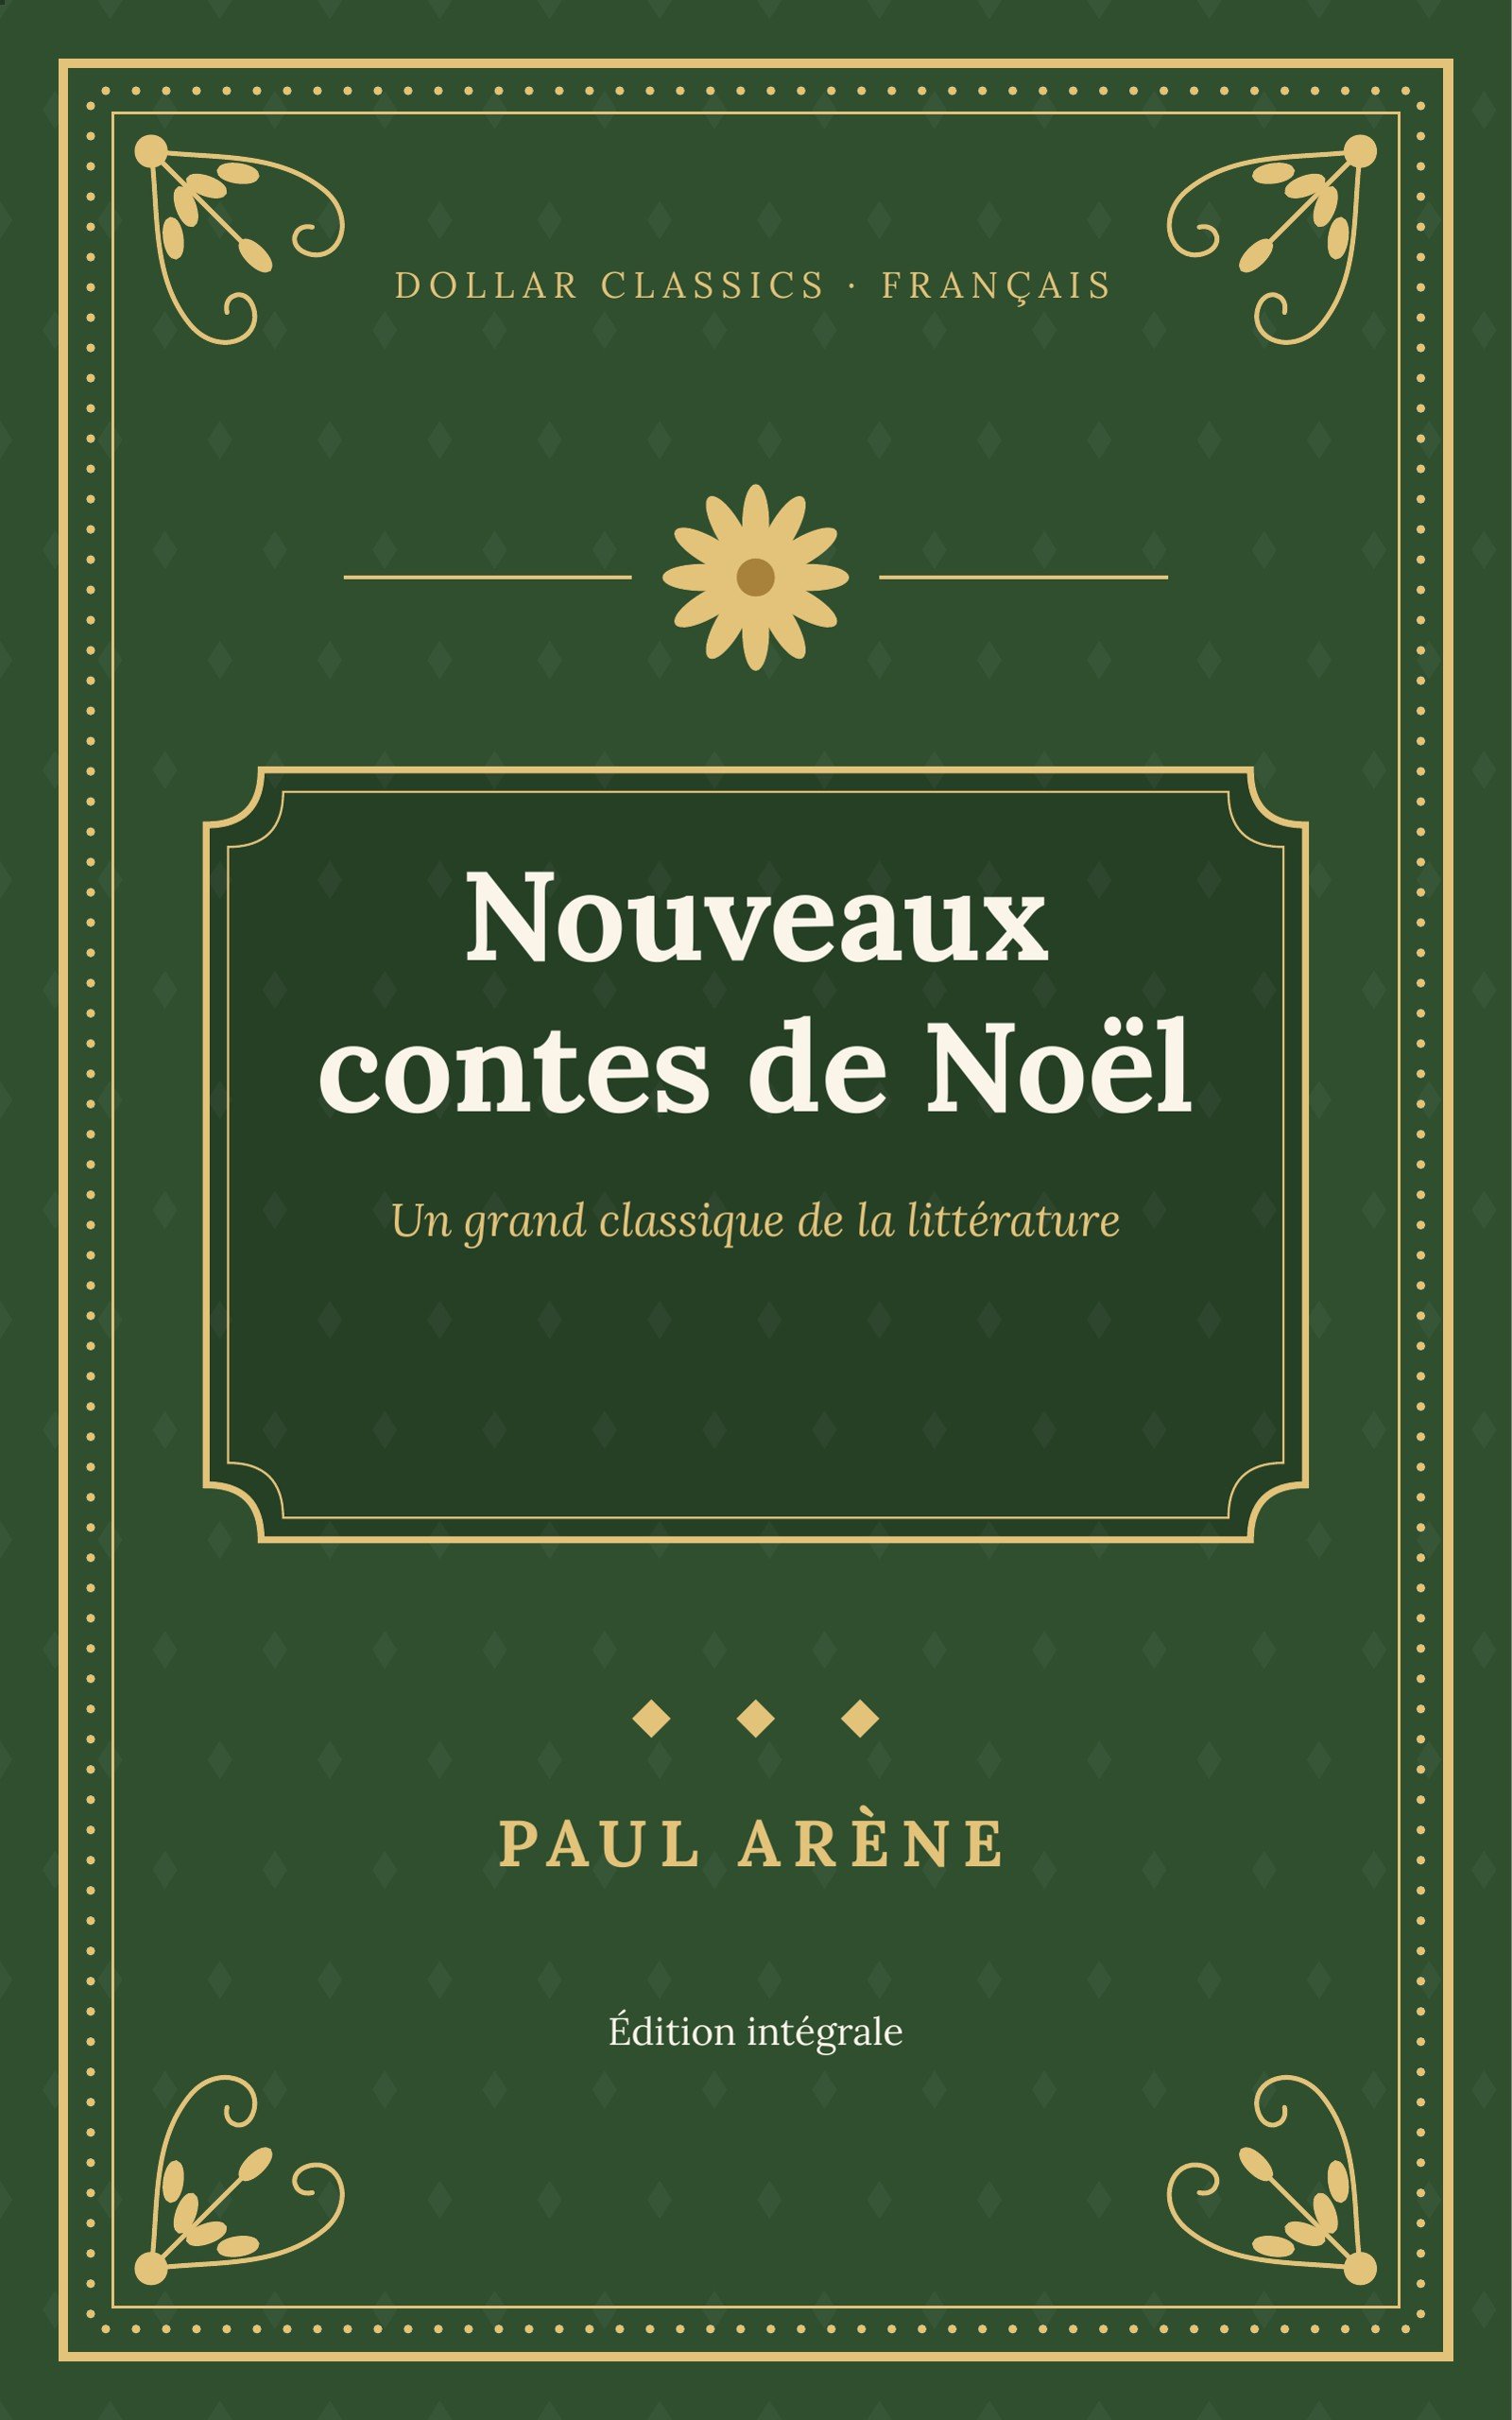 DOLLAR CLASSICS · FRANÇAIS
Nouveaux
contes de Noël
Un grand classique de la littérature
PAUL ARÈNE
Édition intégrale